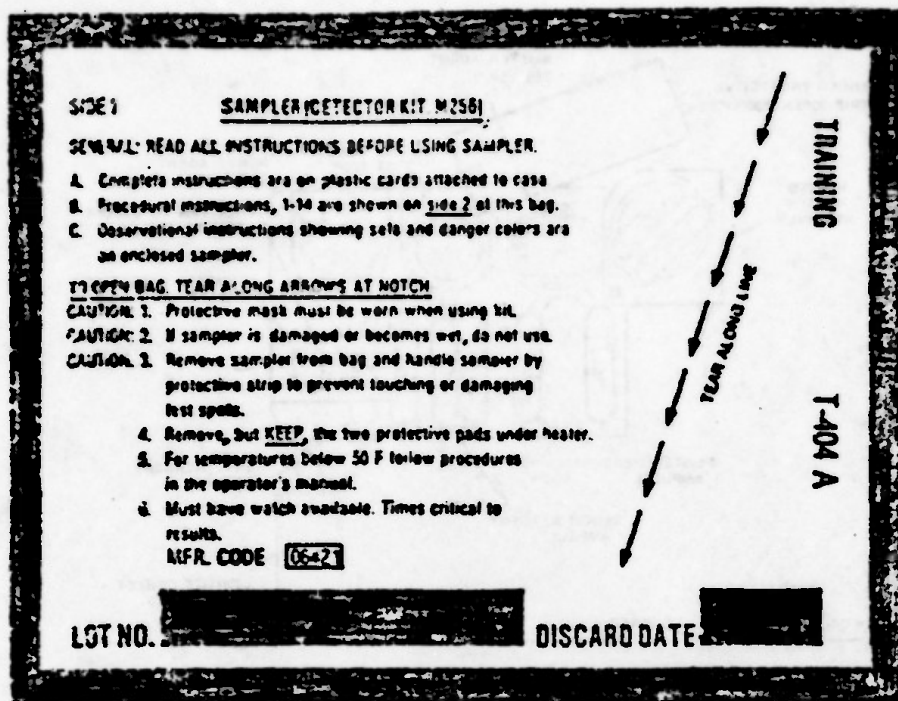 SIDE 1 SAMPLER (DETECTOR KIT, M256)
GENERAL: READ ALL INSTRUCTIONS BEFORE USING SAMPLER.
A. Complete instructions are on plastic cards attached to case
B. Procedural instructions, 1-14 are shown on side 2 of this bag.
C. Observational instructions showing safe and danger colors are
on enclosed sampler.
TO OPEN BAG, TEAR ALONG ARROWS AT NOTCH
CAUTION: 1. Protective mask must be worn when using kit.
CAUTION: 2. If sampler is damaged or becomes wet, do not use.
CAUTION: 3. Remove sampler from bag and handle sampler by
protective strip to prevent touching or damaging
test spots.
4. Remove, but KEEP, the two protective pads under heater.
5. For temperatures below 50 F follow procedures
in the operator's manual.
6. Must have watch available. Times critical to
results.
MFR. CODE 06421
LOT NO.
DISCARD DATE
TEAR ALONG LINE
TRAINING
T-404 A